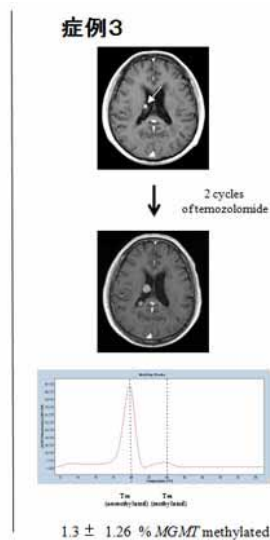 症例3
2 cycles
of temozolomide
Tm Tm
(unmethylated) (methylated)
1.3 ± 1.26 % MGMT methylated